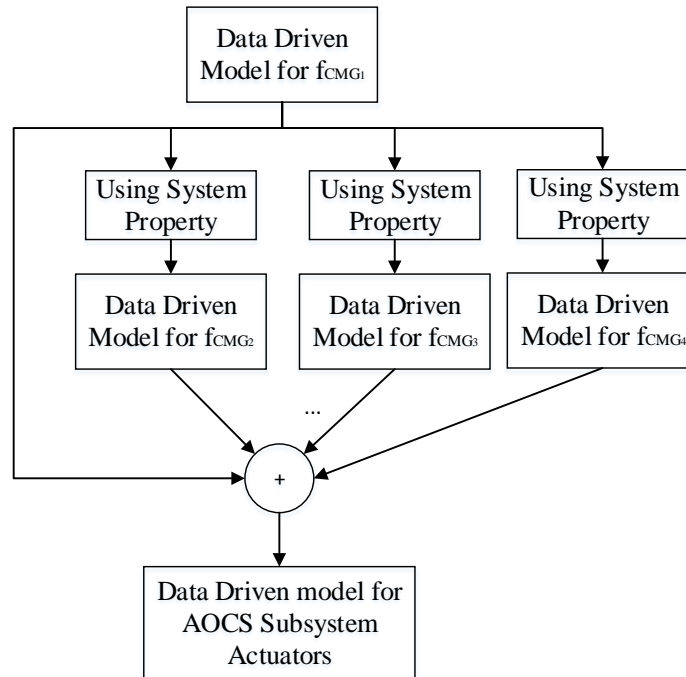 Data Driven
Model for fCMG1
Using System
Property
Using System
Property
Using System
Property
Data Driven
Model for fCMG2
Data Driven
Model for fCMG3
Data Driven
Model for fCMG4
...
+
Data Driven model for
AOCS Subsystem
Actuators